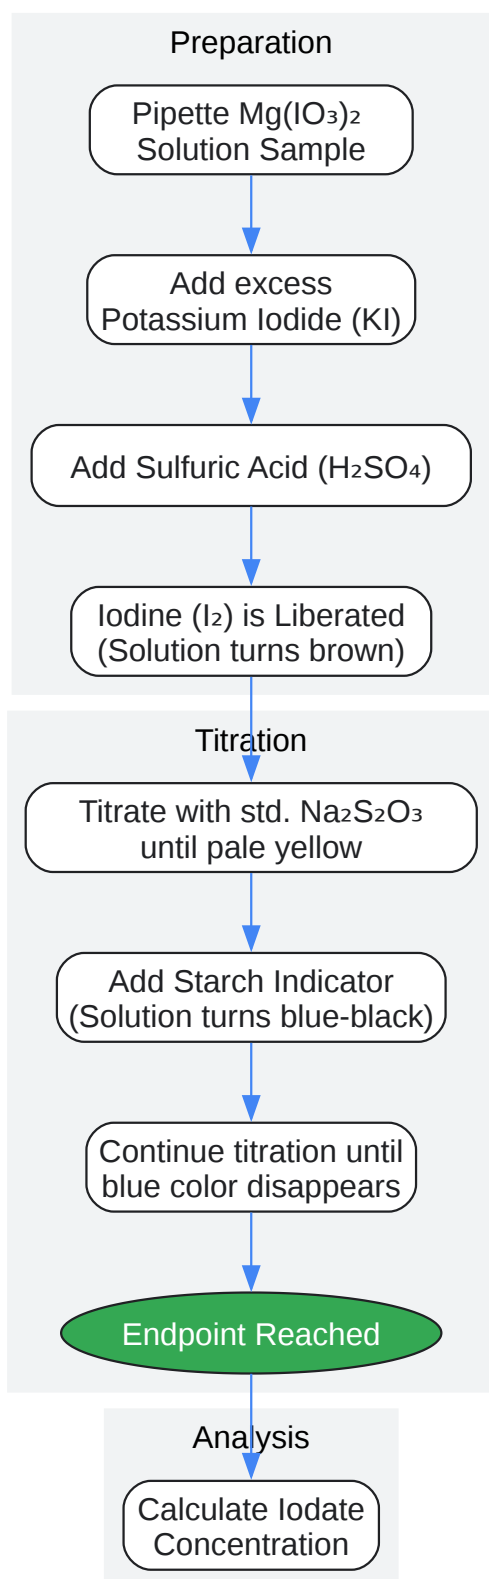 Preparation
Pipette Mg(IO₃)₂
Solution Sample
Add excess
Potassium Iodide (KI)
Add Sulfuric Acid (H₂SO₄)
Iodine (I₂) is Liberated
(Solution turns brown)
Titration
Titrate with std. Na₂S₂O₃
until pale yellow
Add Starch Indicator
(Solution turns blue-black)
Continue titration until
blue color disappears
Endpoint Reached
Analysis
Calculate Iodate
Concentration